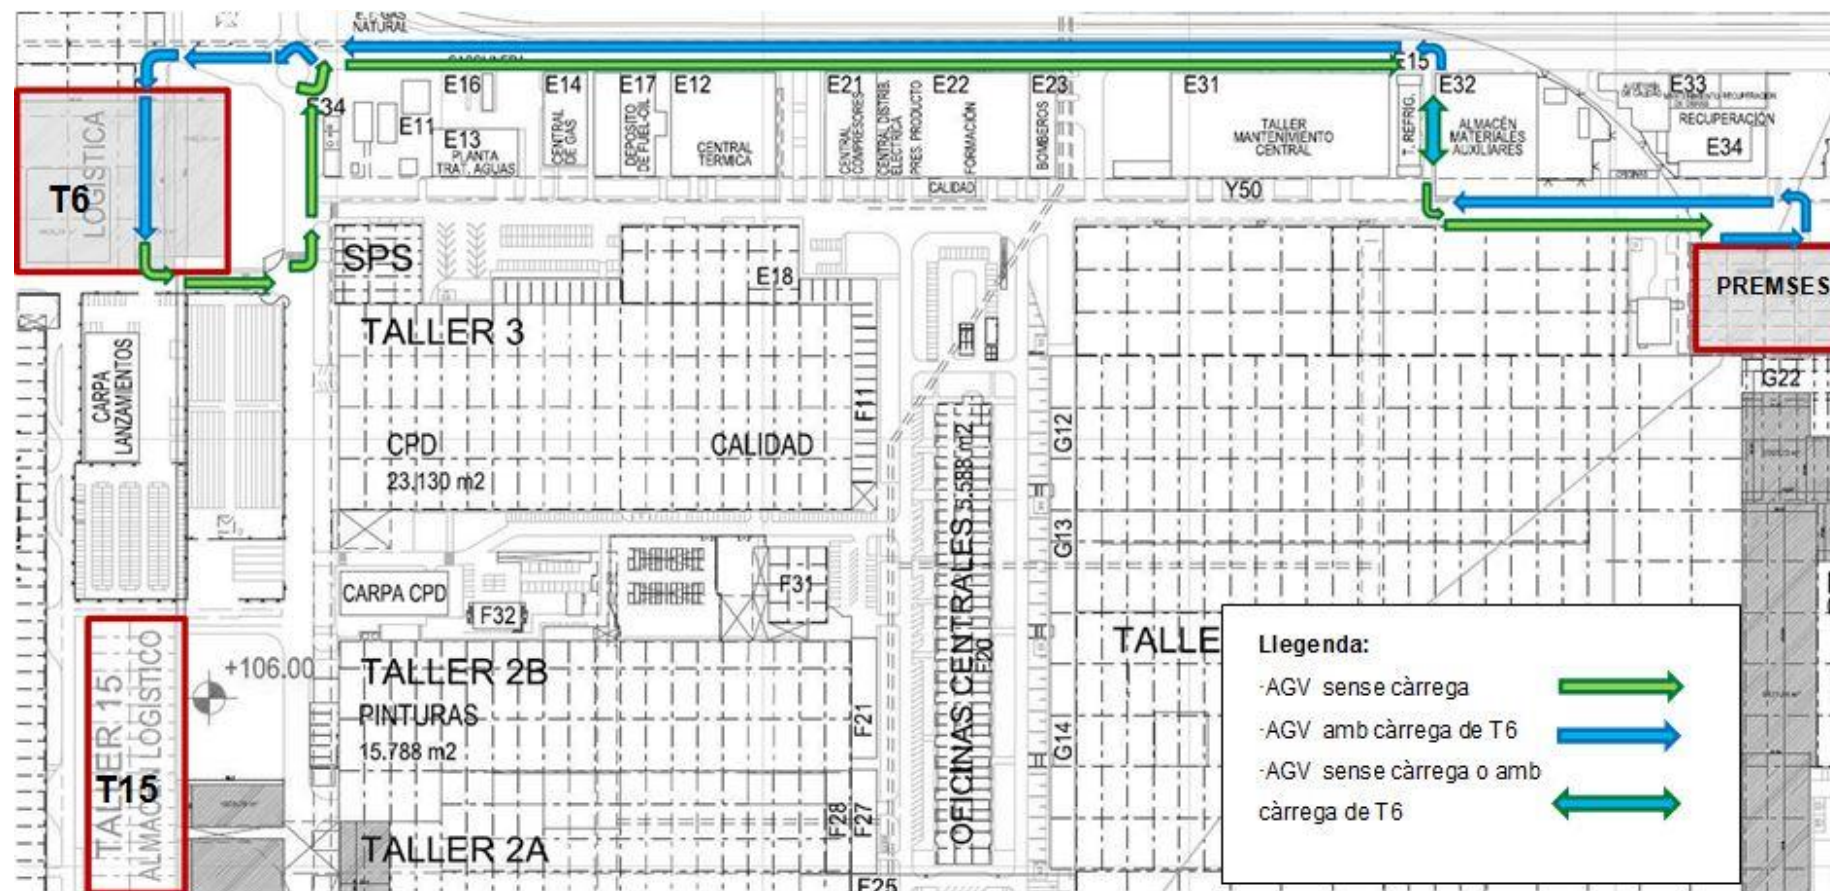 NATURAL
E15
E16
E14
E17
E12
E21
E22
E23
E31
E32
E33
E34
E11
E13
PLANTA
TRAT. AGUAS
CENTRAL
DE GAS
DEPOSITO
DE FUEL-OIL
CENTRAL
TERMICA
CENTRAL
COMPRESORES
CENTRAL DISTRIB.
ELECTRICA
PRES. PRODUCTO
FORMACIÓN
BOMBEROS
TALLER
MANTENIMIENTO
CENTRAL
T. REFRIG.
ALMACÉN
MATERIALES
AUXILIARES
RECUPERACIÓN
E34
CALIDAD
Y50
LOGISTICA
T6
SPS
E18
PREMSES
TALLER 3
F11
G22
CARPA
LANZAMIENTOS
CPD
23.130 m2
CALIDAD
G12
G13
OFICINAS CENTRALES 5.588 m2
F20
CARPA CPD
F32
F31
TALLER 15
ALMACEN LOGISTICO
T15
+106.00
TALLER 2B
PINTURAS
15.788 m2
F21
G14
F28
F27
TALLER 2A
F25
TALLE
Llegenda:
-AGV sense càrrega
-AGV amb càrrega de T6
-AGV sense càrrega o amb
càrrega de T6